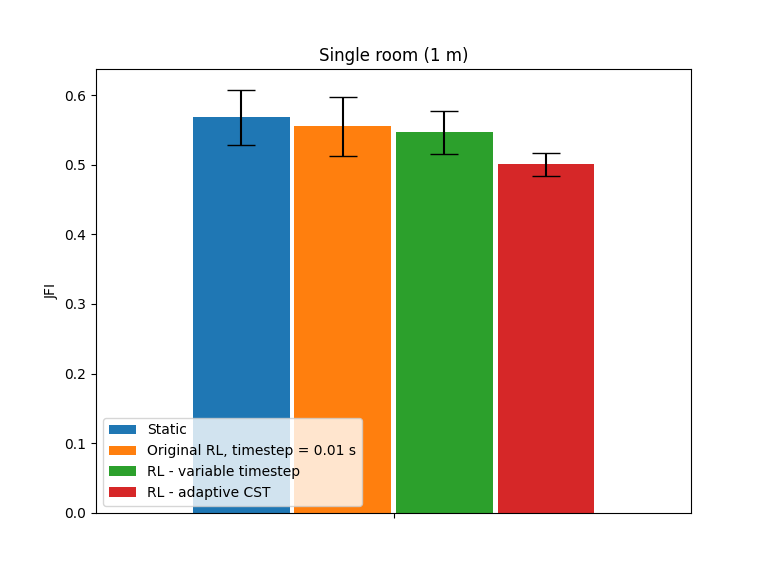 Single room (1 m)
JFI
0.6
0.5
0.4
0.3
0.2
0.1
0.0
Static
Original RL, timestep = 0.01 s
RL - variable timestep
RL - adaptive CST